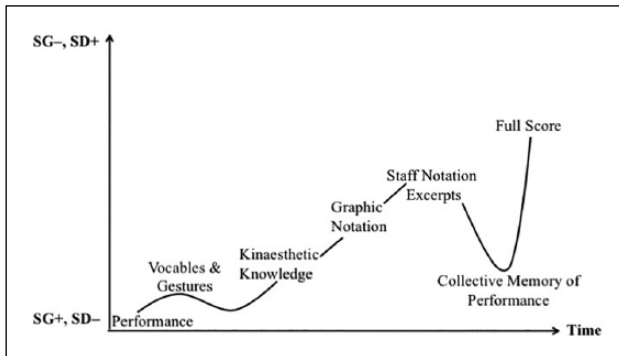 SG–, SD+
Full Score
Staff Notation
Excerpts
Graphic
Notation
Kinaesthetic
Knowledge
Vocables &
Gestures
Collective Memory of
Performance
SG+, SD–
Performance
Time